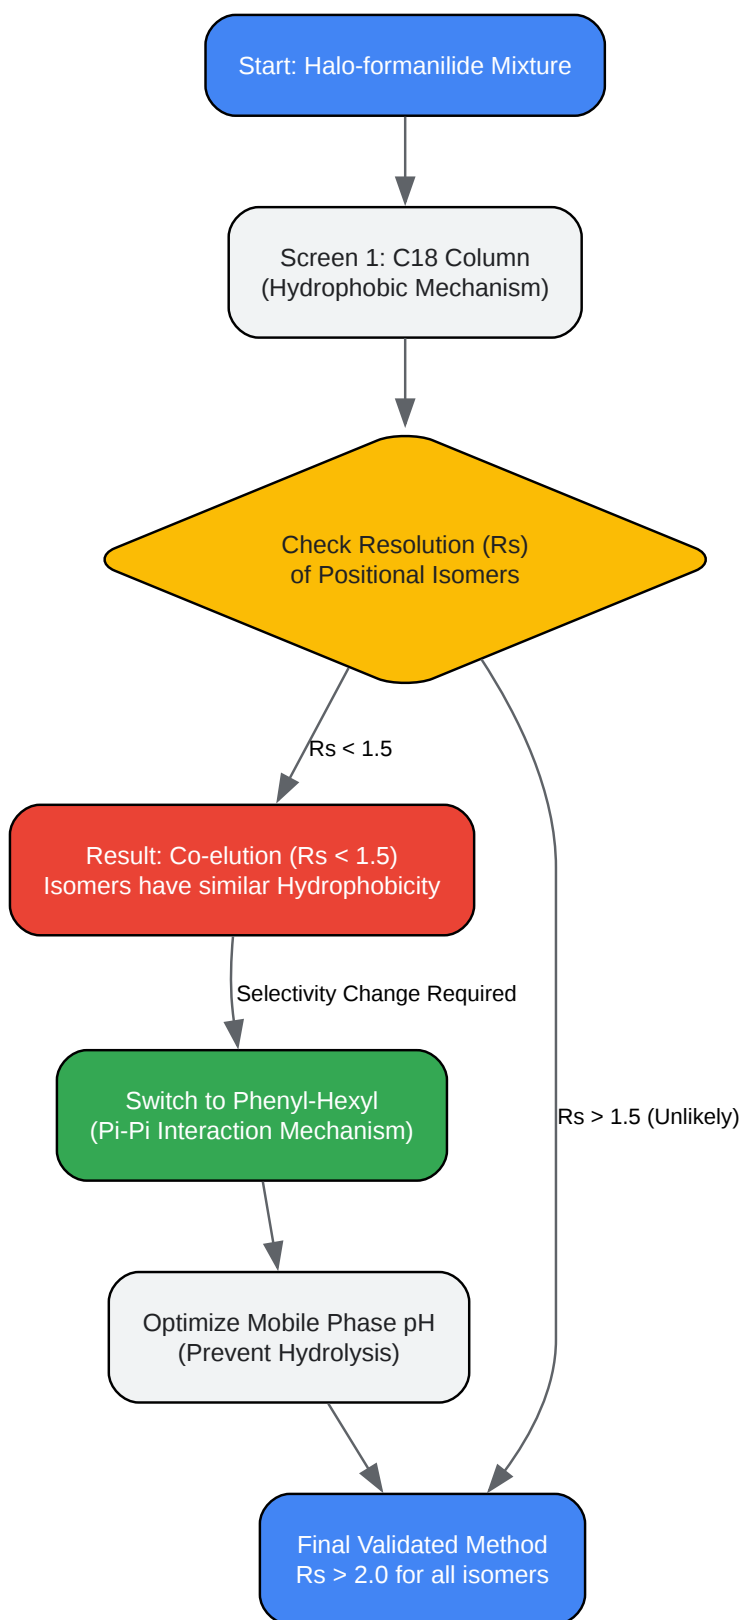 Start: Halo-formanilide Mixture
Screen 1: C18 Column
(Hydrophobic Mechanism)
Check Resolution (Rs)
of Positional Isomers
Rs < 1.5
Result: Co-elution (Rs < 1.5)
Isomers have similar Hydrophobicity
Selectivity Change Required
Switch to Phenyl-Hexyl
(Pi-Pi Interaction Mechanism)
Rs > 1.5 (Unlikely)
Optimize Mobile Phase pH
(Prevent Hydrolysis)
Final Validated Method
Rs > 2.0 for all isomers